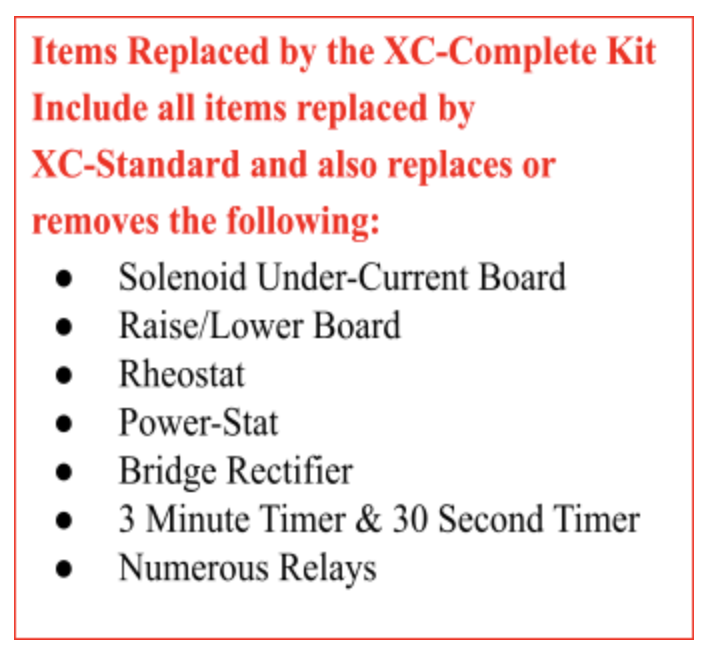 Items Replaced by the XC-Complete Kit
Include all items replaced by
XC-Standard and also replaces or
removes the following:
● Solenoid Under-Current Board
● Raise/Lower Board
● Rheostat
● Power-Stat
● Bridge Rectifier
● 3 Minute Timer & 30 Second Timer
● Numerous Relays